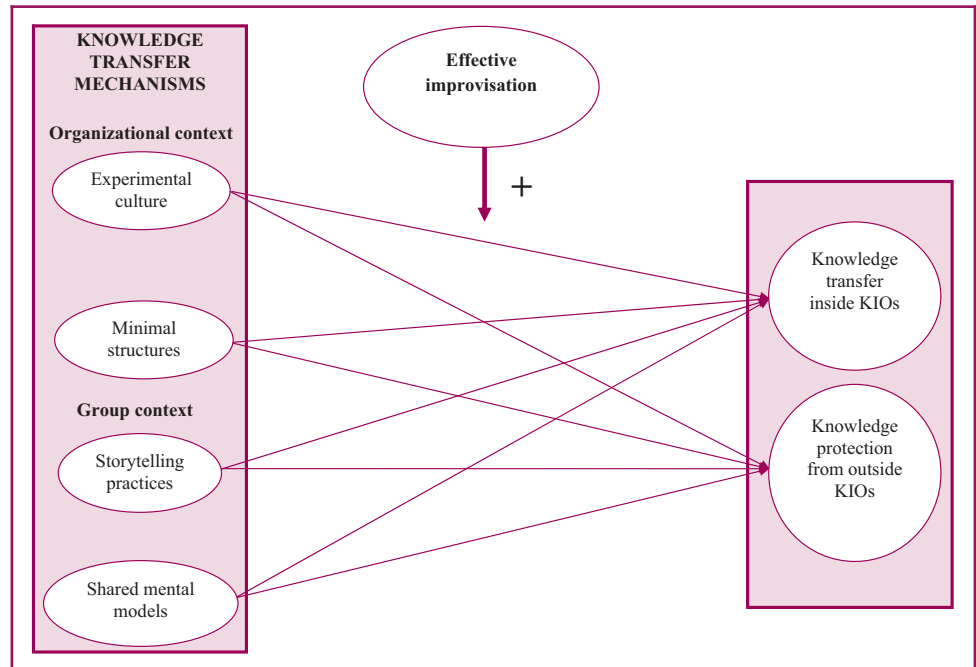 KNOWLEDGE
TRANSFER
MECHANISMS
Organizational context
Experimental
culture
Minimal
structures
Group context
Storytelling
practices
Shared mental
models
Effective
improvisation
+
Knowledge
transfer
inside KIOs
Knowledge
protection
from outside
KIOs